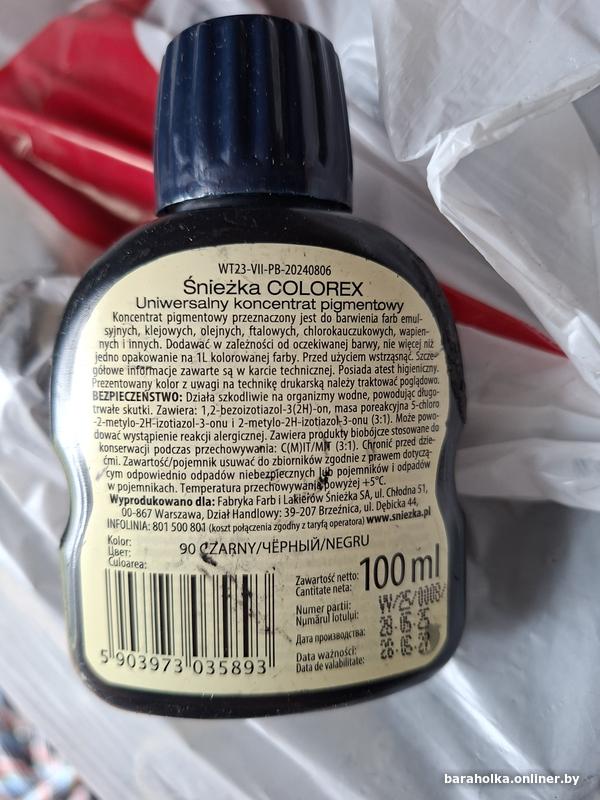 WT23-VII-PB-20240806
Śnieżka COLOREX
Uniwersalny koncentrat pigmentowy
Koncentrat pigmentowy przeznaczony jest do barwienia farb emul-
syjnych, klejowych, olejnych, ftalowych, chlorokauczukowych, wapien-
nych i innych. Dodawać w zależności od oczekiwanej barwy, nie więcej niż
jedno opakowanie na 1L kolorowanej farby. Przed użyciem wstrząsnąć. Szcze-
gółowe informacje zawarte są w karcie technicznej. Posiada atest higieniczny.
Prezentowany kolor z uwagi na technikę drukarską należy traktować poglądowo.
BEZPIECZEŃSTWO: Działa szkodliwie na organizmy wodne, powodując długo-
trwałe skutki. Zawiera: 1,2-bezoizotiazol-3(2H)-on, masa poreakcyjna 5-chloro
-2-metylo-2H-izotiazol-3-onu i 2-metylo-2H-izotiazol-3-onu (3:1). Może powo-
dować wystąpienie reakcji alergicznej. Zawiera produkty biobójcze stosowane do
konserwacji podczas przechowywania: C(M)IT/MIT (3:1). Chronić przed dzie-
ćmi. Zawartość/pojemnik usuwać do zbiorników zgodnie z prawem dotyczą-
cym odpowiednio odpadów niebezpiecznych lub pojemników i odpadów
w pojemnikach. Temperatura przechowywania powyżej +5°C.
Wyprodukowano dla: Fabryka Farb i Lakierów Śnieżka SA, ul. Chłodna 51,
00-867 Warszawa, Dział Handlowy: 39-207 Brzeźnica, ul. Dębicka 44,
INFOLINIA: 801 500 801 (koszt połączenia zgodny z taryfą operatora) www.sniezka.pl
Kolor:
Цвет: 90 CZARNY/ЧЁРНЫЙ/NEGRU
Culoarea:
Zawartość netto: 100 ml
Cantitate neta:
Numer partii:
Numărul lotului:
28-05-25
Дата производства:
Data ważności:
Data de valabilitate:
5 903973 035893
baraholka.onliner.by